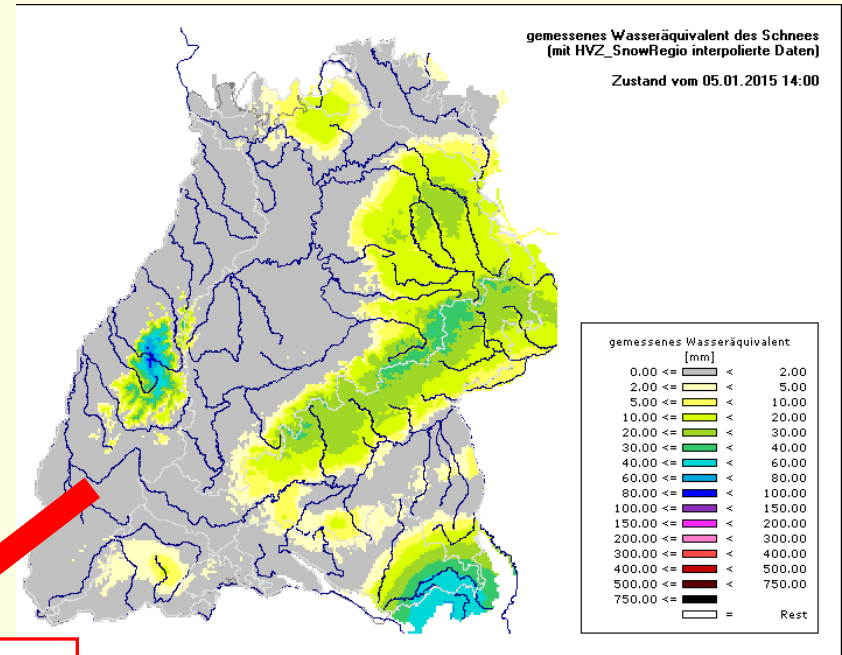 gemessenes Wasseräquivalent des Schnees
(mit HVZ_SnowRegio interpolierte Daten)
Zustand vom 05.01.2015 14:00
gemessenes Wasseräquivalent
[mm]
0.00 <= < 2.00
2.00 <= < 5.00
5.00 <= < 10.00
10.00 <= < 20.00
20.00 <= < 30.00
30.00 <= < 40.00
40.00 <= < 60.00
60.00 <= < 80.00
80.00 <= < 100.00
100.00 <= < 150.00
150.00 <= < 200.00
200.00 <= < 300.00
300.00 <= < 400.00
400.00 <= < 500.00
500.00 <= < 750.00
750.00 <=
= Rest